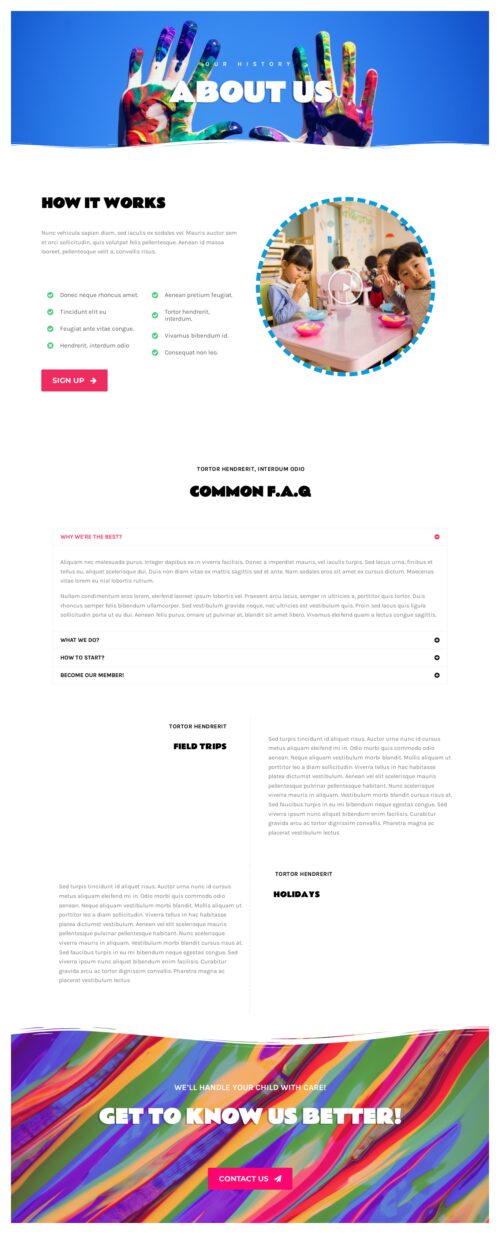 OUR HISTORY
ABOUT US
HOW IT WORKS
Nunc vehicula sapien diam, sed iaculis ex sodales vel. Mauris auctor sem
et orci sollicitudin, quis volutpat felis pellentesque. Aenean id massa
laoreet, pellentesque velit a, convallis risus.
Donec neque rhoncus amet.
Tincidunt elit eu
Feugiat ante vitae congue.
Hendrerit, interdum odio
Aenean pretium feugiat.
Tortor hendrerit,
interdum.
Vivamus bibendum id.
Consequat non leo.
SIGN UP
TORTOR HENDRERIT, INTERDUM ODIO
COMMON F.A.Q
WHY WE'RE THE BEST?
Aliquam nec malesuada purus. Integer dapibus ex in viverra facilisis. Donec a imperdiet mauris, vel iaculis turpis. Sed lacus urna, finibus et
tellus eu, aliquet scelerisque dui. Duis non diam vitae ex mattis sagittis sed et ante. Nam sedales eros sit amet ex cursus dictum. Maecenas
vitae lorem eu nisl lobortis rutrum.
Nullam condimentum eros lorem, eleifend laoreet ipsum lobortis vel. Praesent arcu lacus, semper in ultricies a, porttitor quis tortor. Duis
rhoncus semper felis bibendum ullamcorper. Sed vestibulum gravida neque, nec ultricies est vestibulum quis. Proin sed lacus quis ligula
sollicitudin porta ut eu dui. Aenean felis purus, ornare ut pulvinar et, blandit sit amet libero. Vivamus eleifend quam a lectus congue sagittis.
WHAT WE DO?
HOW TO START?
BECOME OUR MEMBER!
TORTOR HENDRERIT
FIELD TRIPS
Sed turpis tincidunt id aliquet risus. Auctor urna nunc id cursus
metus aliquam eleifend mi in. Odio morbi quis commodo odio
aenean. Neque aliquam vestibulum morbi blandit. Mollis aliquam ut
porttitor leo a diam sollicitudin. Viverra tellus in hac habitasse
platea dictumst vestibulum. Aenean vel elit scelerisque mauris
pellentesque pulvinar pellentesque habitant. Nunc scelerisque
viverra mauris in aliquam. Vestibulum morbi blandit cursus risus at.
Sed faucibus turpis in eu mi bibendum neque egestas congue. Sed
viverra ipsum nunc aliquet bibendum enim facilisis. Curabitur
gravida arcu ac tortor dignissim convallis. Pharetra magna ac
placerat vestibulum lectus
TORTOR HENDRERIT
HOLIDAYS
Sed turpis tincidunt id aliquet risus. Auctor urna nunc id cursus
metus aliquam eleifend mi in. Odio morbi quis commodo odio
aenean. Neque aliquam vestibulum morbi blandit. Mollis aliquam ut
porttitor leo a diam sollicitudin. Viverra tellus in hac habitasse
platea dictumst vestibulum. Aenean vel elit scelerisque mauris
pellentesque pulvinar pellentesque habitant. Nunc scelerisque
viverra mauris in aliquam. Vestibulum morbi blandit cursus risus at.
Sed faucibus turpis in eu mi bibendum neque egestas congue. Sed
viverra ipsum nunc aliquet bibendum enim facilisis. Curabitur
gravida arcu ac tortor dignissim convallis. Pharetra magna ac
placerat vestibulum lectus
WE'LL HANDLE YOUR CHILD WITH CARE!
GET TO KNOW US BETTER!
CONTACT US